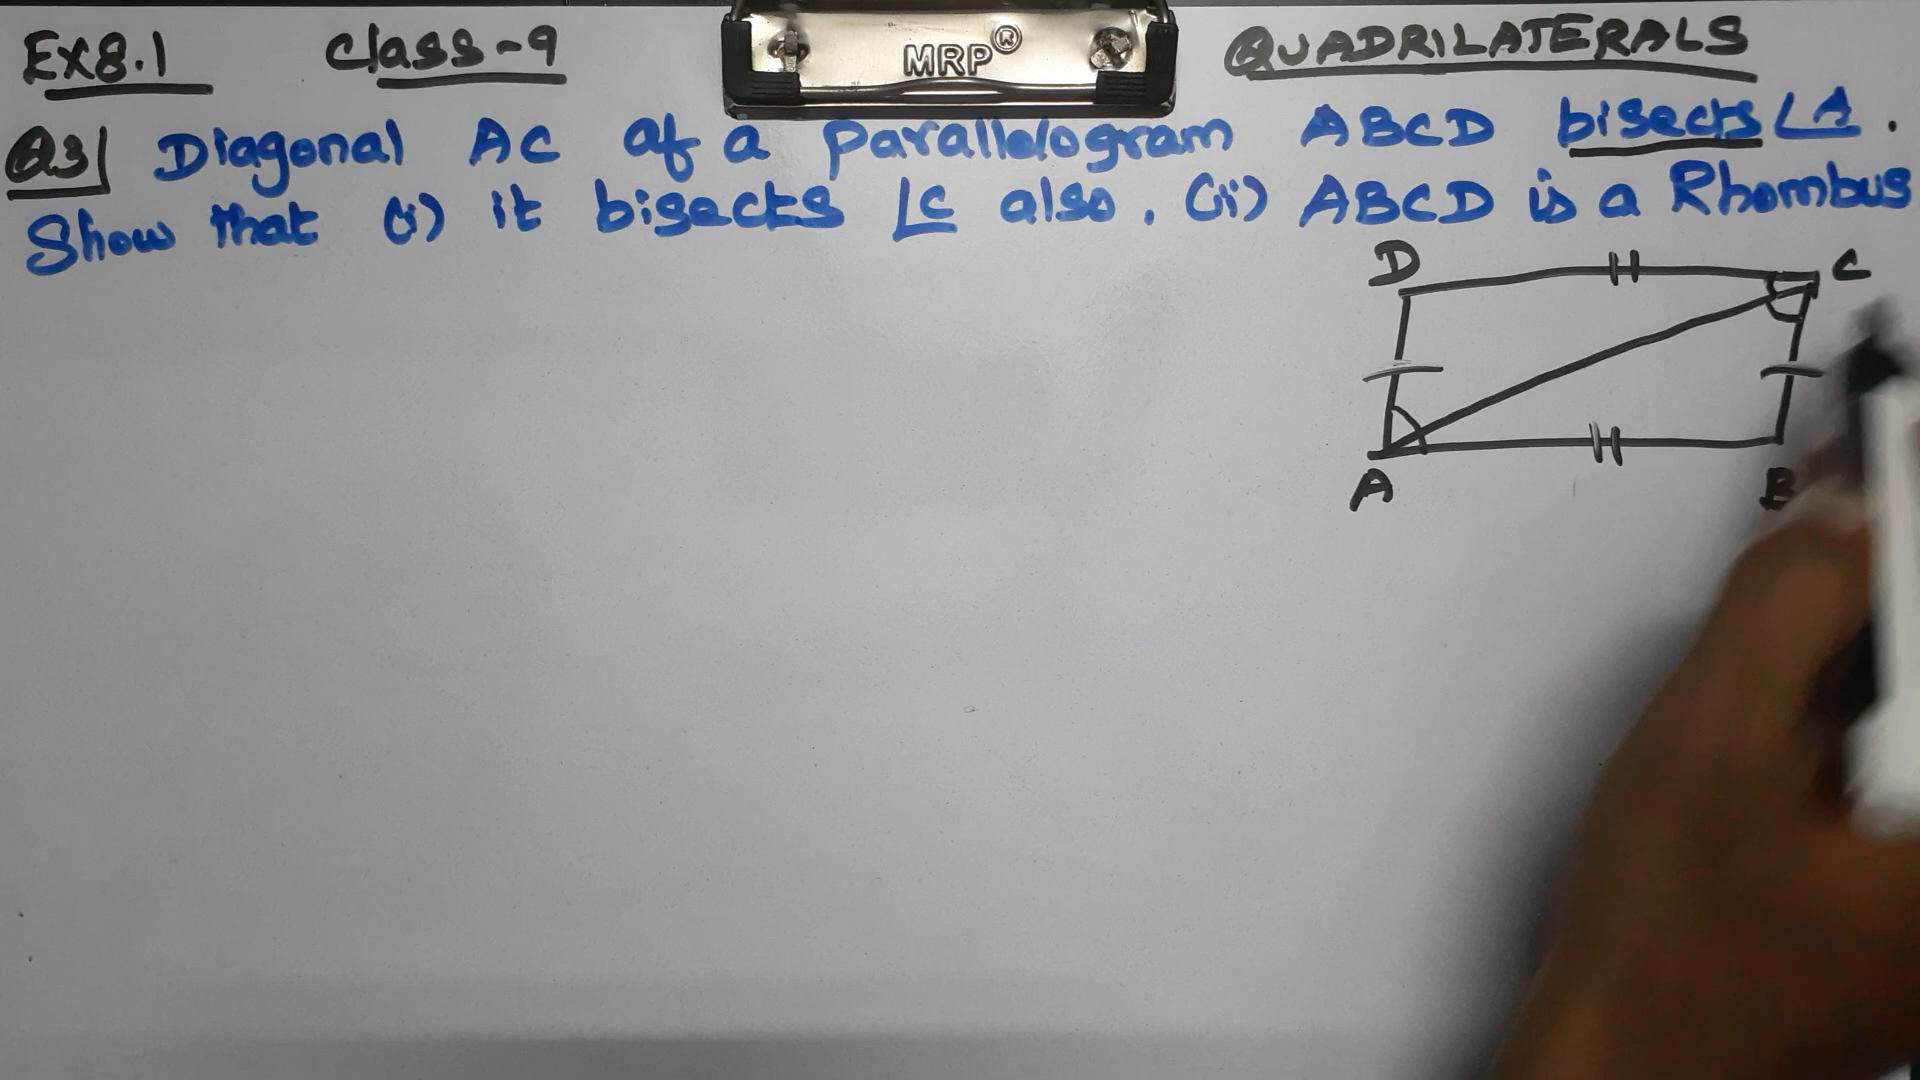 Ex8.1 Class-9 MRP® QUADRILATERALS
Q3| Diagonal AC of a parallelogram ABCD bisects ∠A.
Show that (i) it bisects ∠C also. (ii) ABCD is a Rhombus
D C
A B